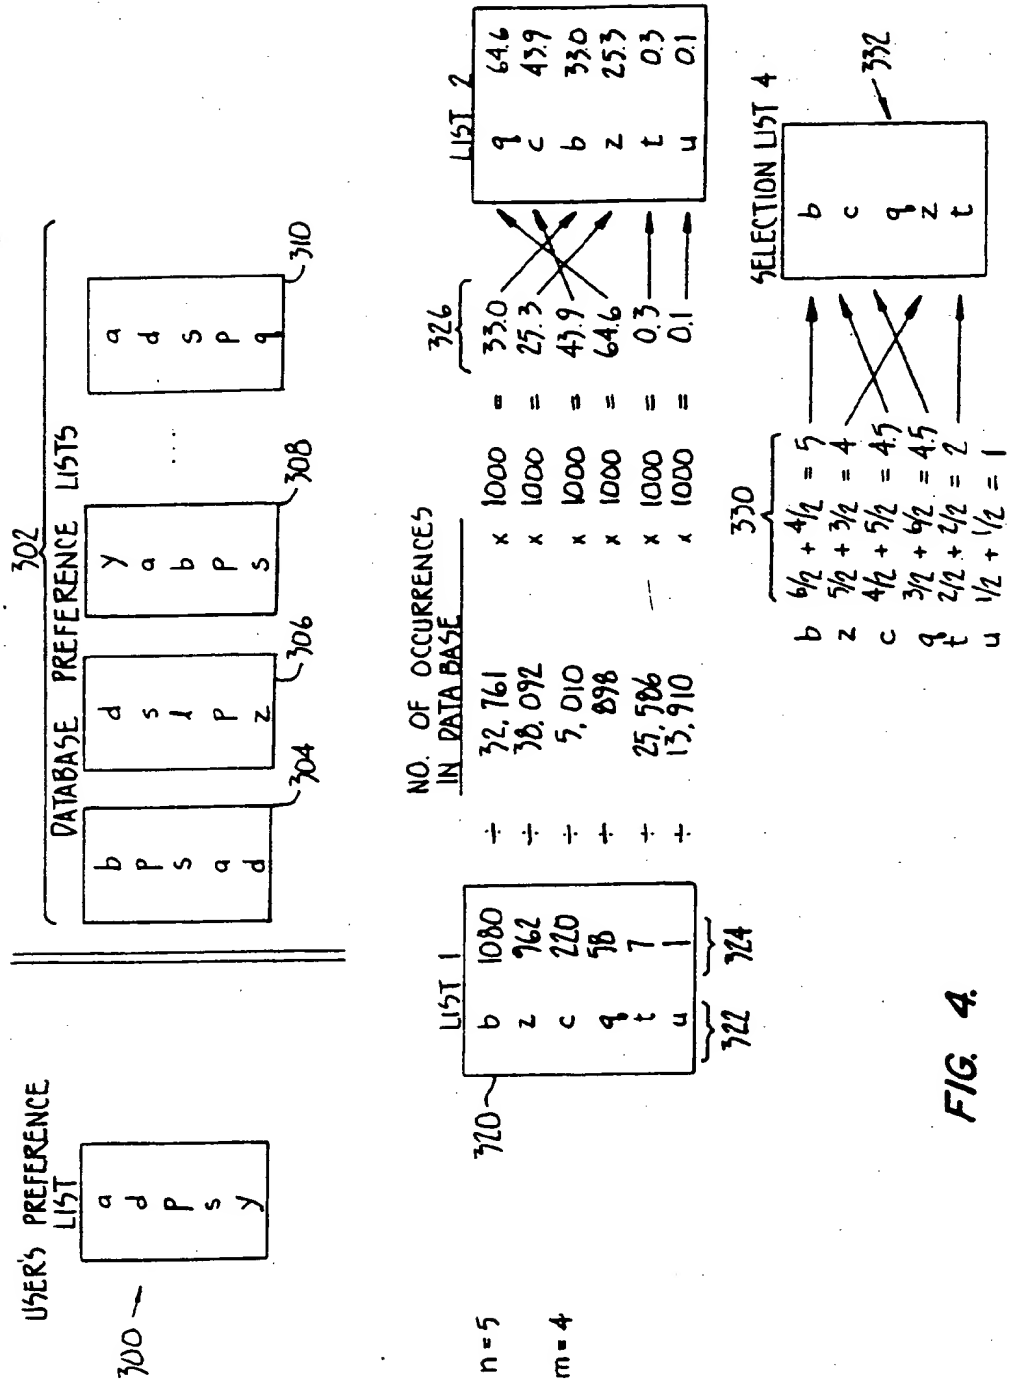 USER'S PREFERENCE
LIST
300
a
d
p
s
y
302
DATABASE PREFERENCE LISTS
b
p
s
a
d
304
d
s
l
p
z
306
y
a
b
p
s
308
....
a
d
s
p
q
310
n = 5
m = 4
LIST 1
320
NO. OF OCCURRENCES
IN DATABASE
326
LIST 2
b 1080 ÷ 32,761 x 1000 = 33.0 q 64.6
z 962 ÷ 38,092 x 1000 = 25.3 c 43.9
c 220 ÷ 5,010 x 1000 = 43.9 b 33.0
q 58 ÷ 898 x 1000 = 64.6 z 25.3
t 7 ÷ 25,586 x 1000 = 0.3 t 0.3
u 1 ÷ 13,910 x 1000 = 0.1 u 0.1
322 324
330
SELECTION LIST 4
b 6/2 + 4/2 = 5 b
z 5/2 + 3/2 = 4 c
c 4/2 + 5/2 = 4.5 q
q 3/2 + 6/2 = 4.5 z
t 2/2 + 2/2 = 2 t
u 1/2 + 1/2 = 1
332
FIG. 4.